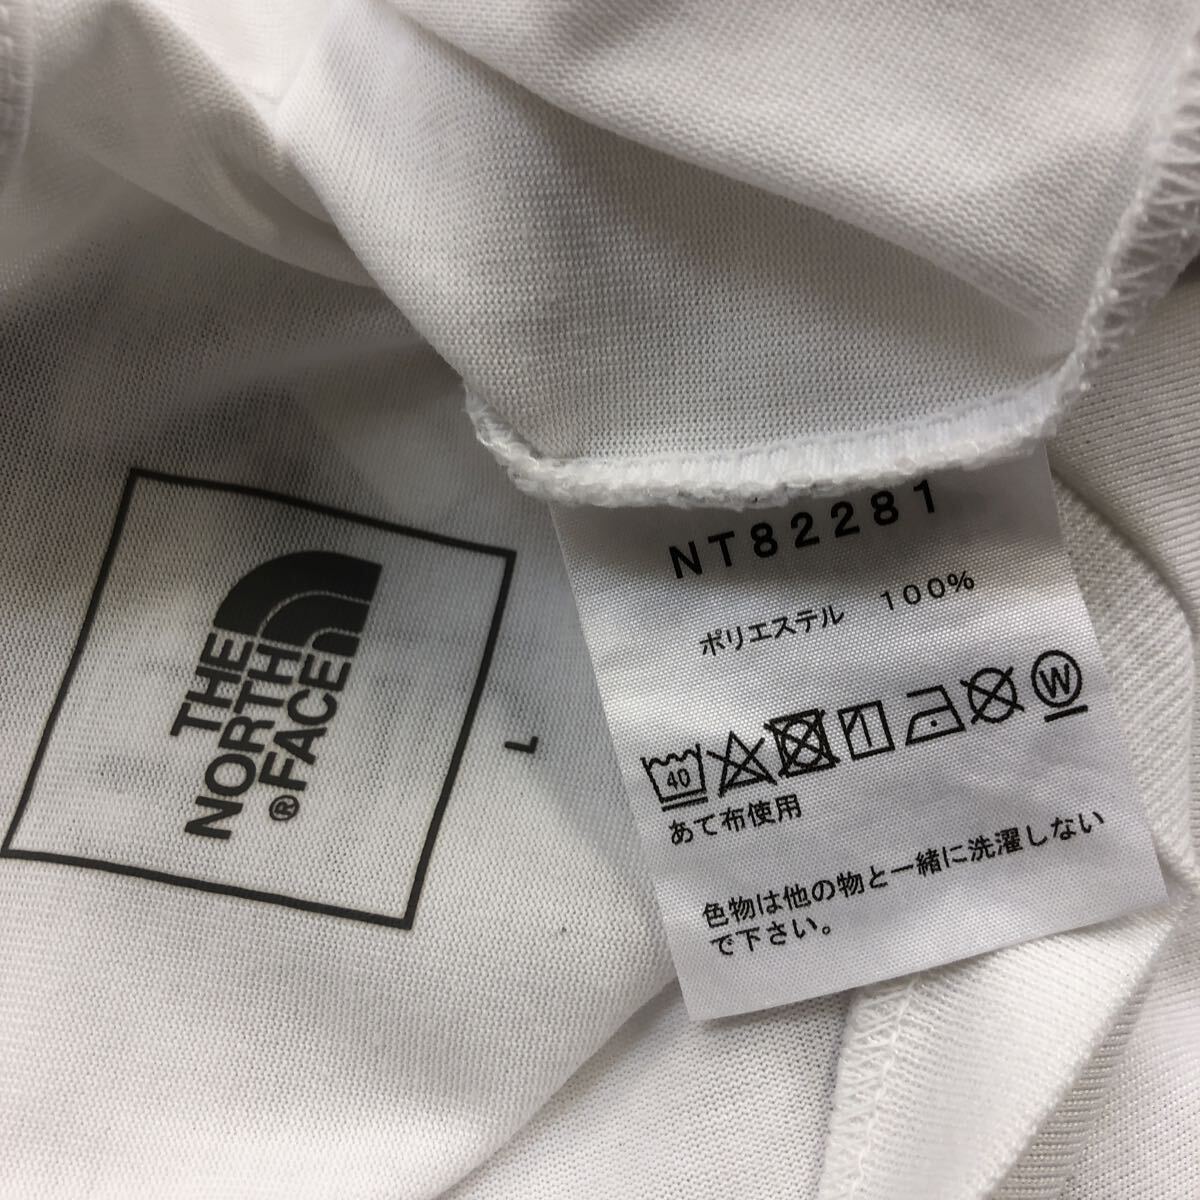 THE
NORTH
FACE
®
L
NT82281
ポリエステル 100%
40
W
あて布使用
色物は他の物と一緒に洗濯しない
で下さい。